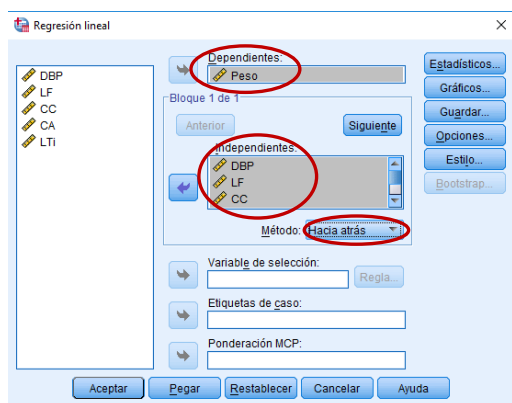 Regresión lineal
DBP
LF
CC
CA
LTi
Dependientes:
Peso
Bloque 1 de 1
Anterior
Siguiente
Independientes:
DBP
LF
CC
Método: Hacia atrás
Variable de selección:
Regla...
Etiquetas de caso:
Ponderación MCP:
Estadísticos...
Gráficos...
Guardar...
Opciones...
Estilo...
Bootstrap...
Aceptar Pegar Restablecer Cancelar Ayuda